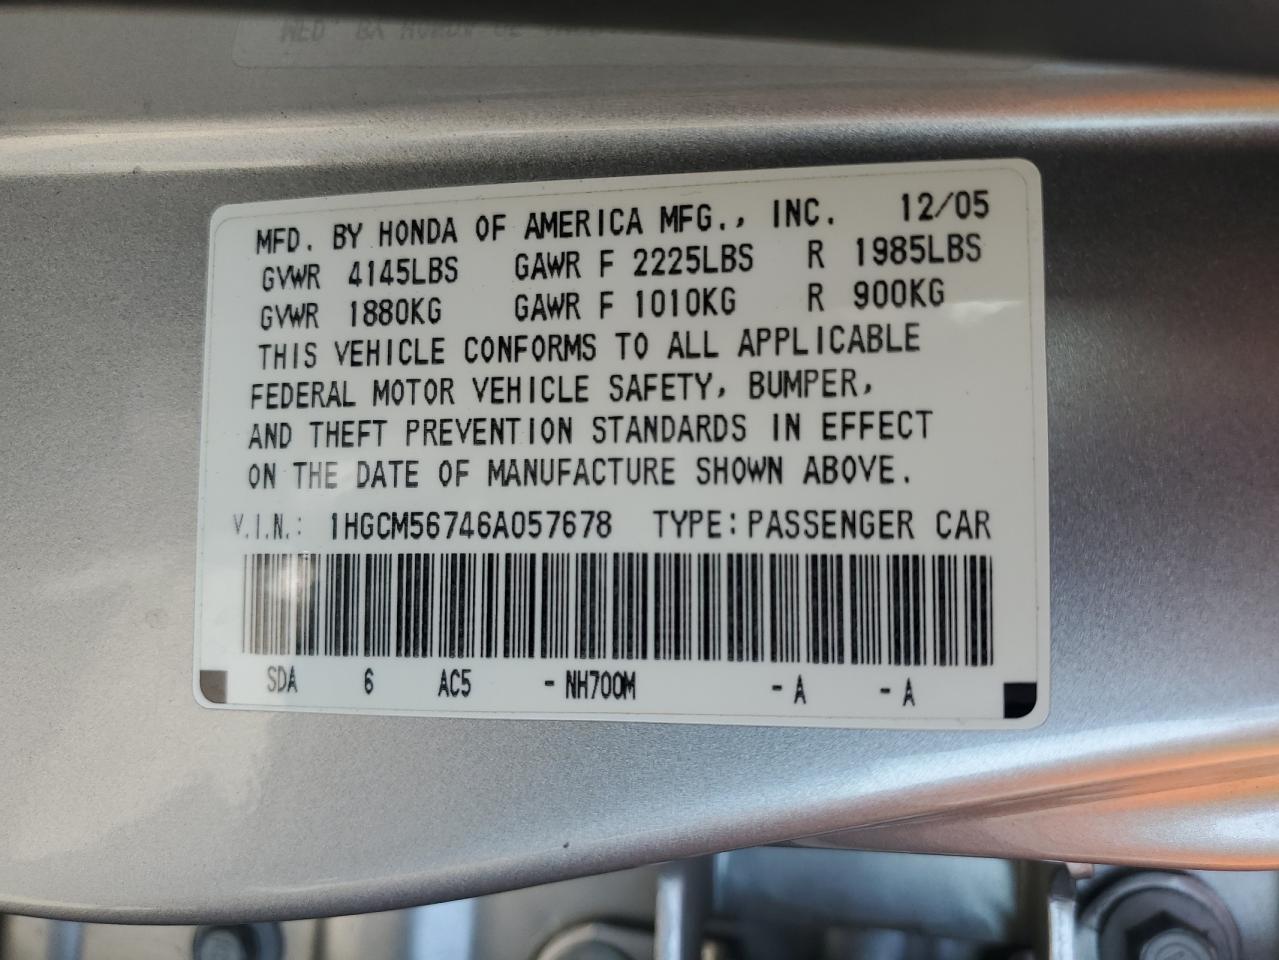 MFD. BY HONDA OF AMERICA MFG., INC. 12/05
GVWR 4145LBS GAWR F 2225LBS R 1985LBS
GVWR 1880KG GAWR F 1010KG R 900KG
THIS VEHICLE CONFORMS TO ALL APPLICABLE
FEDERAL MOTOR VEHICLE SAFETY, BUMPER,
AND THEFT PREVENTION STANDARDS IN EFFECT
ON THE DATE OF MANUFACTURE SHOWN ABOVE.
V.I.N.: 1HGCM56746A057678 TYPE: PASSENGER CAR
SDA 6 AC5 - NH700M - A - A